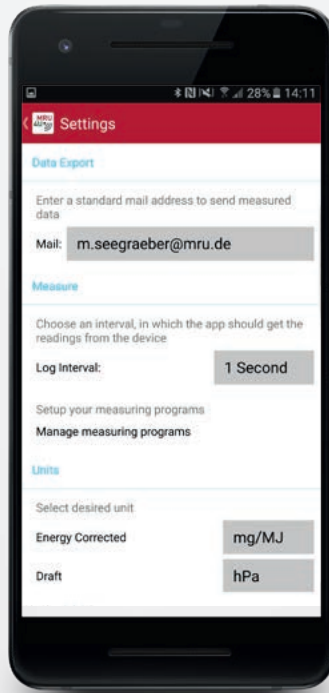 28% 14:11
MRU
Settings
Data Export
Enter a standard mail address to send measured
data
Mail: m.seegraeber@mru.de
Measure
Choose an interval, in which the app should get the
readings from the device
Log Interval: 1 Second
Setup your measuring programs
Manage measuring programs
Units
Select desired unit
Energy Corrected mg/MJ
Draft hPa